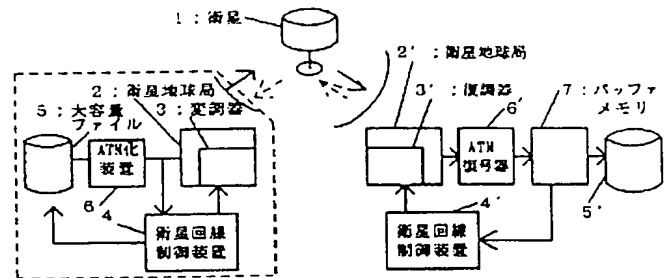 1：衛星
2：衛星地球局
3：変調器
5：大容量
ファイル
ATM化
装置
6
4
衛星回線
制御装置
2'：衛星地球局
3'：復調器
6'
7：バッファ
メモリ
ATM
復号器
5'
4'
衛星回線
制御装置